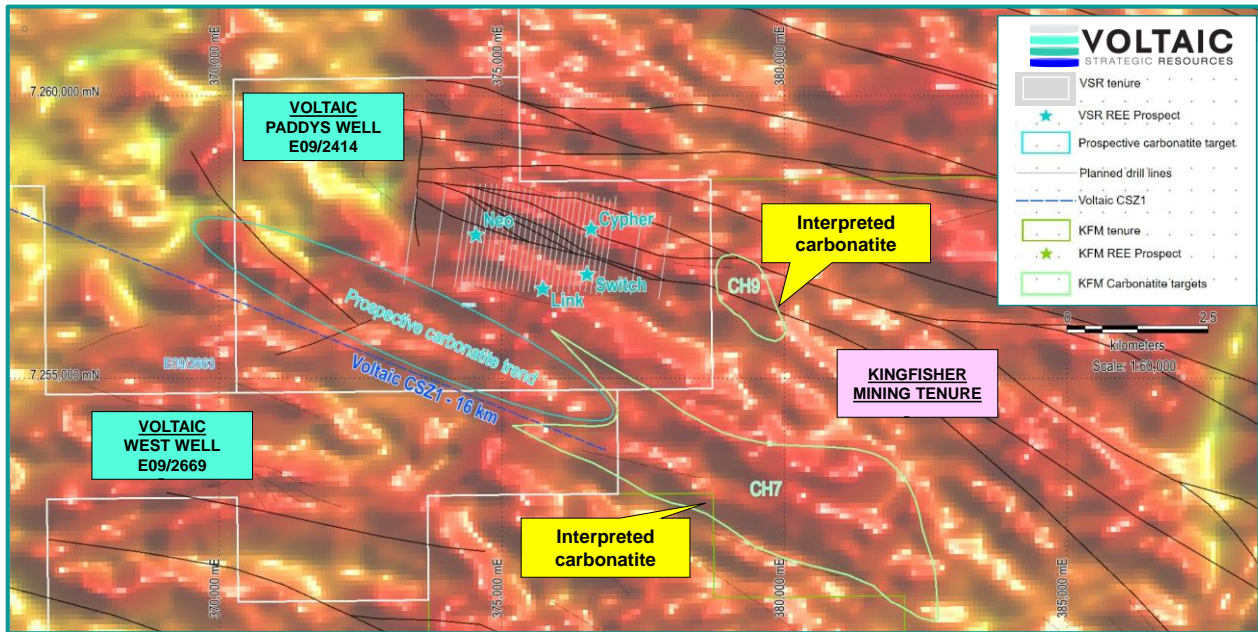 370,000 mE
375,000 mE
380,000 mE
7,260,000 mN
VOLTAIC
PADDYS WELL
E09/2414
VOLTAIC
STRATEGIC RESOURCES
VSR tenure
VSR REE Prospect
Prospective carbonatite target
Planned drill lines
Voltaic CSZ1
KFM tenure
KFM REE Prospect
KFM Carbonatite targets
Neo
Cypher
Switch
Link
Interpreted
carbonatite
CH9
0 2.5
kilometers
Scale: 1:60,000
Prospective carbonatite trend
Voltaic CSZ1 - 16 km
E09/2669
7,255,000 mN
KINGFISHER
MINING TENURE
VOLTAIC
WEST WELL
E09/2669
CH7
Interpreted
carbonatite
370,000 mE
375,000 mE
380,000 mE
385,000 mE